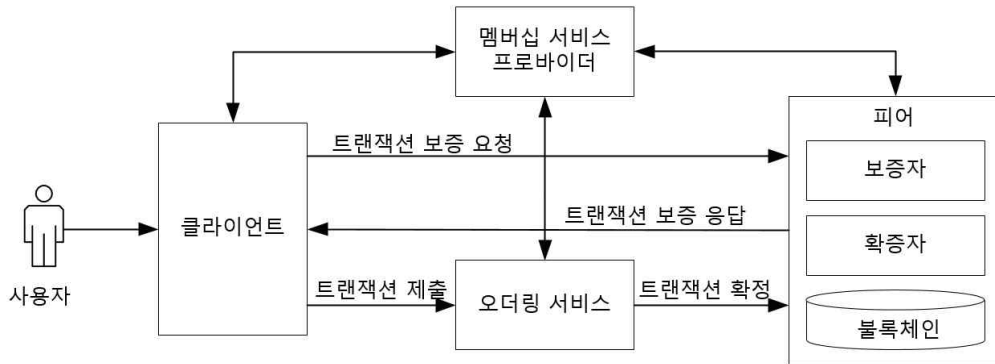 멤버십 서비스
프로바이더
피어
트랜잭션 보증 요청
보증자
클라이언트
트랜잭션 보증 응답
확증자
사용자
트랜잭션 제출
오더링 서비스
트랜잭션 확정
불록체인